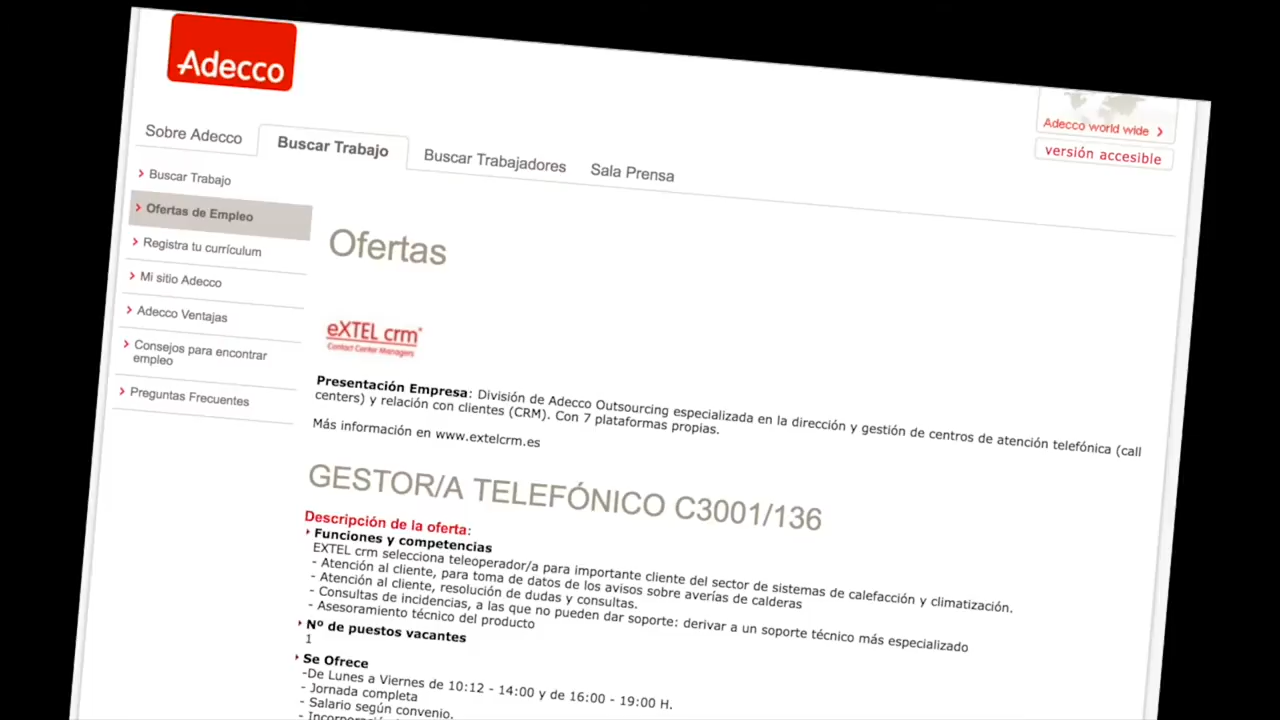 Adecco
Adecco world wide
versión accesible
Sobre Adecco
Buscar Trabajo
Buscar Trabajadores
Sala Prensa
Buscar Trabajo
Ofertas de Empleo
Registra tu currículum
Mi sitio Adecco
Adecco Ventajas
Consejos para encontrar
empleo
Preguntas Frecuentes
Ofertas
eXTEL crm
Contact Center Managers
Presentación Empresa: División de Adecco Outsourcing especializada en la dirección y gestión de centros de atención telefónica (call
centers) y relación con clientes (CRM). Con 7 plataformas propias.
Más información en www.extelcrm.es
GESTOR/A TELEFÓNICO C3001/136
Descripción de la oferta:
Funciones y competencias
EXTEL crm selecciona teleoperador/a para importante cliente del sector de sistemas de calefacción y climatización.
- Atención al cliente, para toma de datos de los avisos sobre averías de calderas
- Atención al cliente, resolución de dudas y consultas.
- Consultas de incidencias, a las que no pueden dar soporte: derivar a un soporte técnico más especializado
- Asesoramiento técnico del producto
Nº de puestos vacantes
1
Se Ofrece
-De Lunes a Viernes de 10:12 - 14:00 y de 16:00 - 19:00 H.
- Jornada completa
- Salario según convenio.